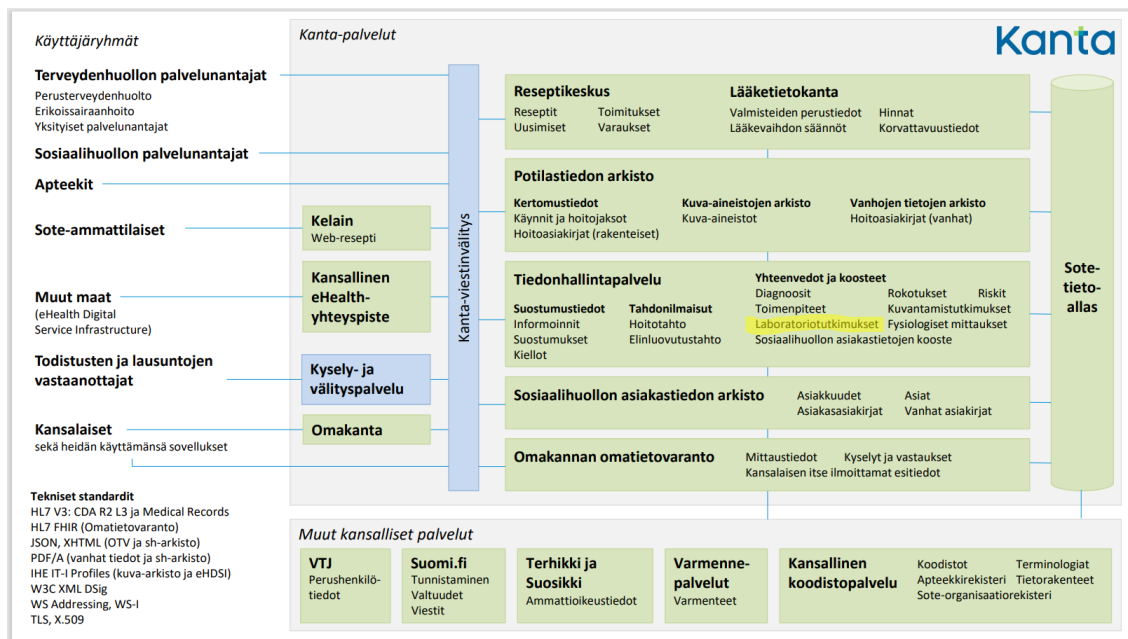 Käyttäjäryhmät
Terveydenhuollon palvelunantajat
Perusterveydenhuolto
Erikoissairaanhoito
Yksityiset palvelunantajat
Sosiaalihuollon palvelunantajat
Apteekit
Sote-ammattilaiset
Muut maat
(eHealth Digital
Service Infrastructure)
Todistusten ja lausuntojen
vastaanottajat
Kansalaiset
sekä heidän käyttämänsä sovellukset
Tekniset standardit
HL7 V3: CDA R2 L3 ja Medical Records
HL7 FHIR (Omatietovaranto)
JSON, XHTML (OTV ja sh-arkisto)
PDF/A (vanhat tiedot ja sh-arkisto)
IHE IT-I Profiles (kuva-arkisto ja eHDSI)
W3C XML DSig
WS Addressing, WS-I
TLS, X.509
Kanta-palvelut
Kanta
Kelain
Web-resepti
Kansallinen
eHealth-
yhteyspiste
Kysely- ja
välityspalvelu
Omakanta
Kanta-viestinvälitys
Reseptikeskus
Reseptit Toimitukset
Uusimiset Varaukset
Lääketietokanta
Valmisteiden perustiedot Hinnat
Lääkevaihdon säännöt Korvattavuustiedot
Potilastiedon arkisto
Kertomustiedot
Käynnit ja hoitojaksot
Hoitoasiakirjat (rakenteiset)
Kuva-aineistojen arkisto
Kuva-aineistot
Vanhojen tietojen arkisto
Hoitoasiakirjat (vanhat)
Tiedonhallintapalvelu
Suostumustiedot
Informoinnit
Suostumukset
Kiellot
Tahdonilmaisut
Hoitotahto
Elinluovutustahto
Yhteenvedot ja koosteet
Diagnoosit Rokotukset Riskit
Toimenpiteet Kuvantamistutkimukset
Laboratoriotutkimukset Fysiologiset mittaukset
Sosiaalihuollon asiakastietojen kooste
Sosiaalihuollon asiakastiedon arkisto
Asiakkuudet Asiat
Asiakasasiakirjat Vanhat asiakirjat
Omakannan omatietovaranto
Mittaustiedot Kyselyt ja vastaukset
Kansalaisen itse ilmoittamat esitiedot
Sote-
tieto-
allas
Muut kansalliset palvelut
VTJ
Perushenkilö-
tiedot
Suomi.fi
Tunnistaminen
Valtuudet
Viestit
Terhikki ja
Suosikki
Ammattioikeustiedot
Varmenne-
palvelut
Varmenteet
Kansallinen
koodistopalvelu
Koodistot Terminologiat
Apteekkirekisteri Tietorakenteet
Sote-organisaatiorekisteri